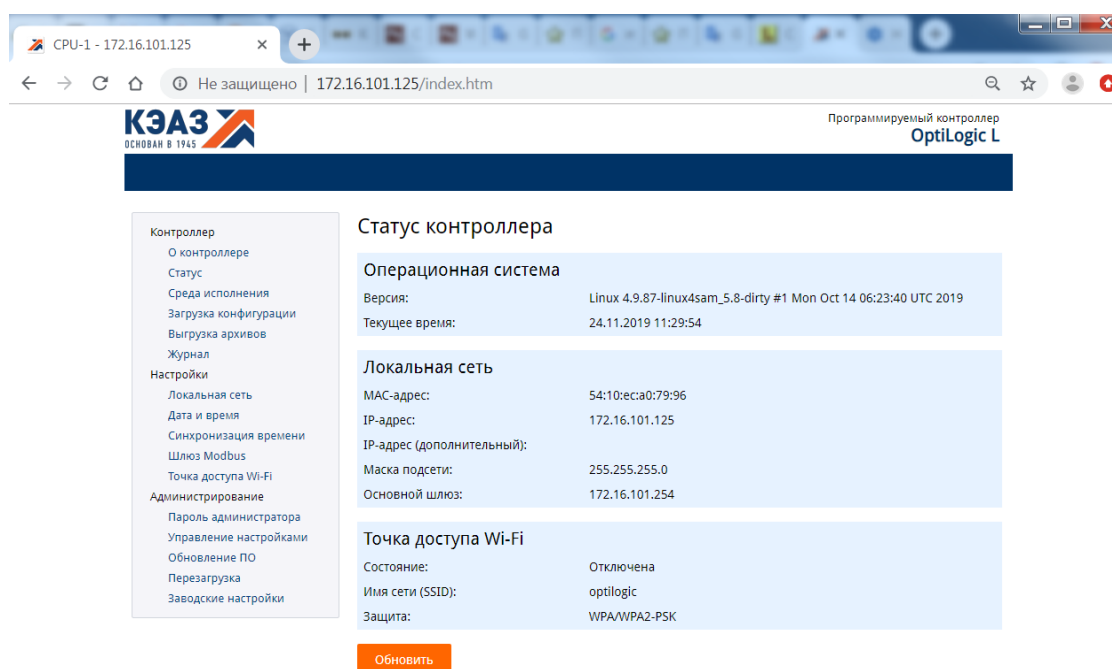 CPU-1 - 172.16.101.125
Не защищено | 172.16.101.125/index.htm
КЭАЗ
ОСНОВАН В 1945
Программируемый контроллер
OptiLogic L
Контроллер
О контроллере
Статус
Среда исполнения
Загрузка конфигурации
Выгрузка архивов
Журнал
Настройки
Локальная сеть
Дата и время
Синхронизация времени
Шлюз Modbus
Точка доступа Wi-Fi
Администрирование
Пароль администратора
Управление настройками
Обновление ПО
Перезагрузка
Заводские настройки
Статус контроллера
Операционная система
Версия: Linux 4.9.87-linux4sam_5.8-dirty #1 Mon Oct 14 06:23:40 UTC 2019
Текущее время: 24.11.2019 11:29:54
Локальная сеть
MAC-адрес: 54:10:ec:a0:79:96
IP-адрес: 172.16.101.125
IP-адрес (дополнительный):
Маска подсети: 255.255.255.0
Основной шлюз: 172.16.101.254
Точка доступа Wi-Fi
Состояние: Отключена
Имя сети (SSID): optilogic
Защита: WPA/WPA2-PSK
Обновить